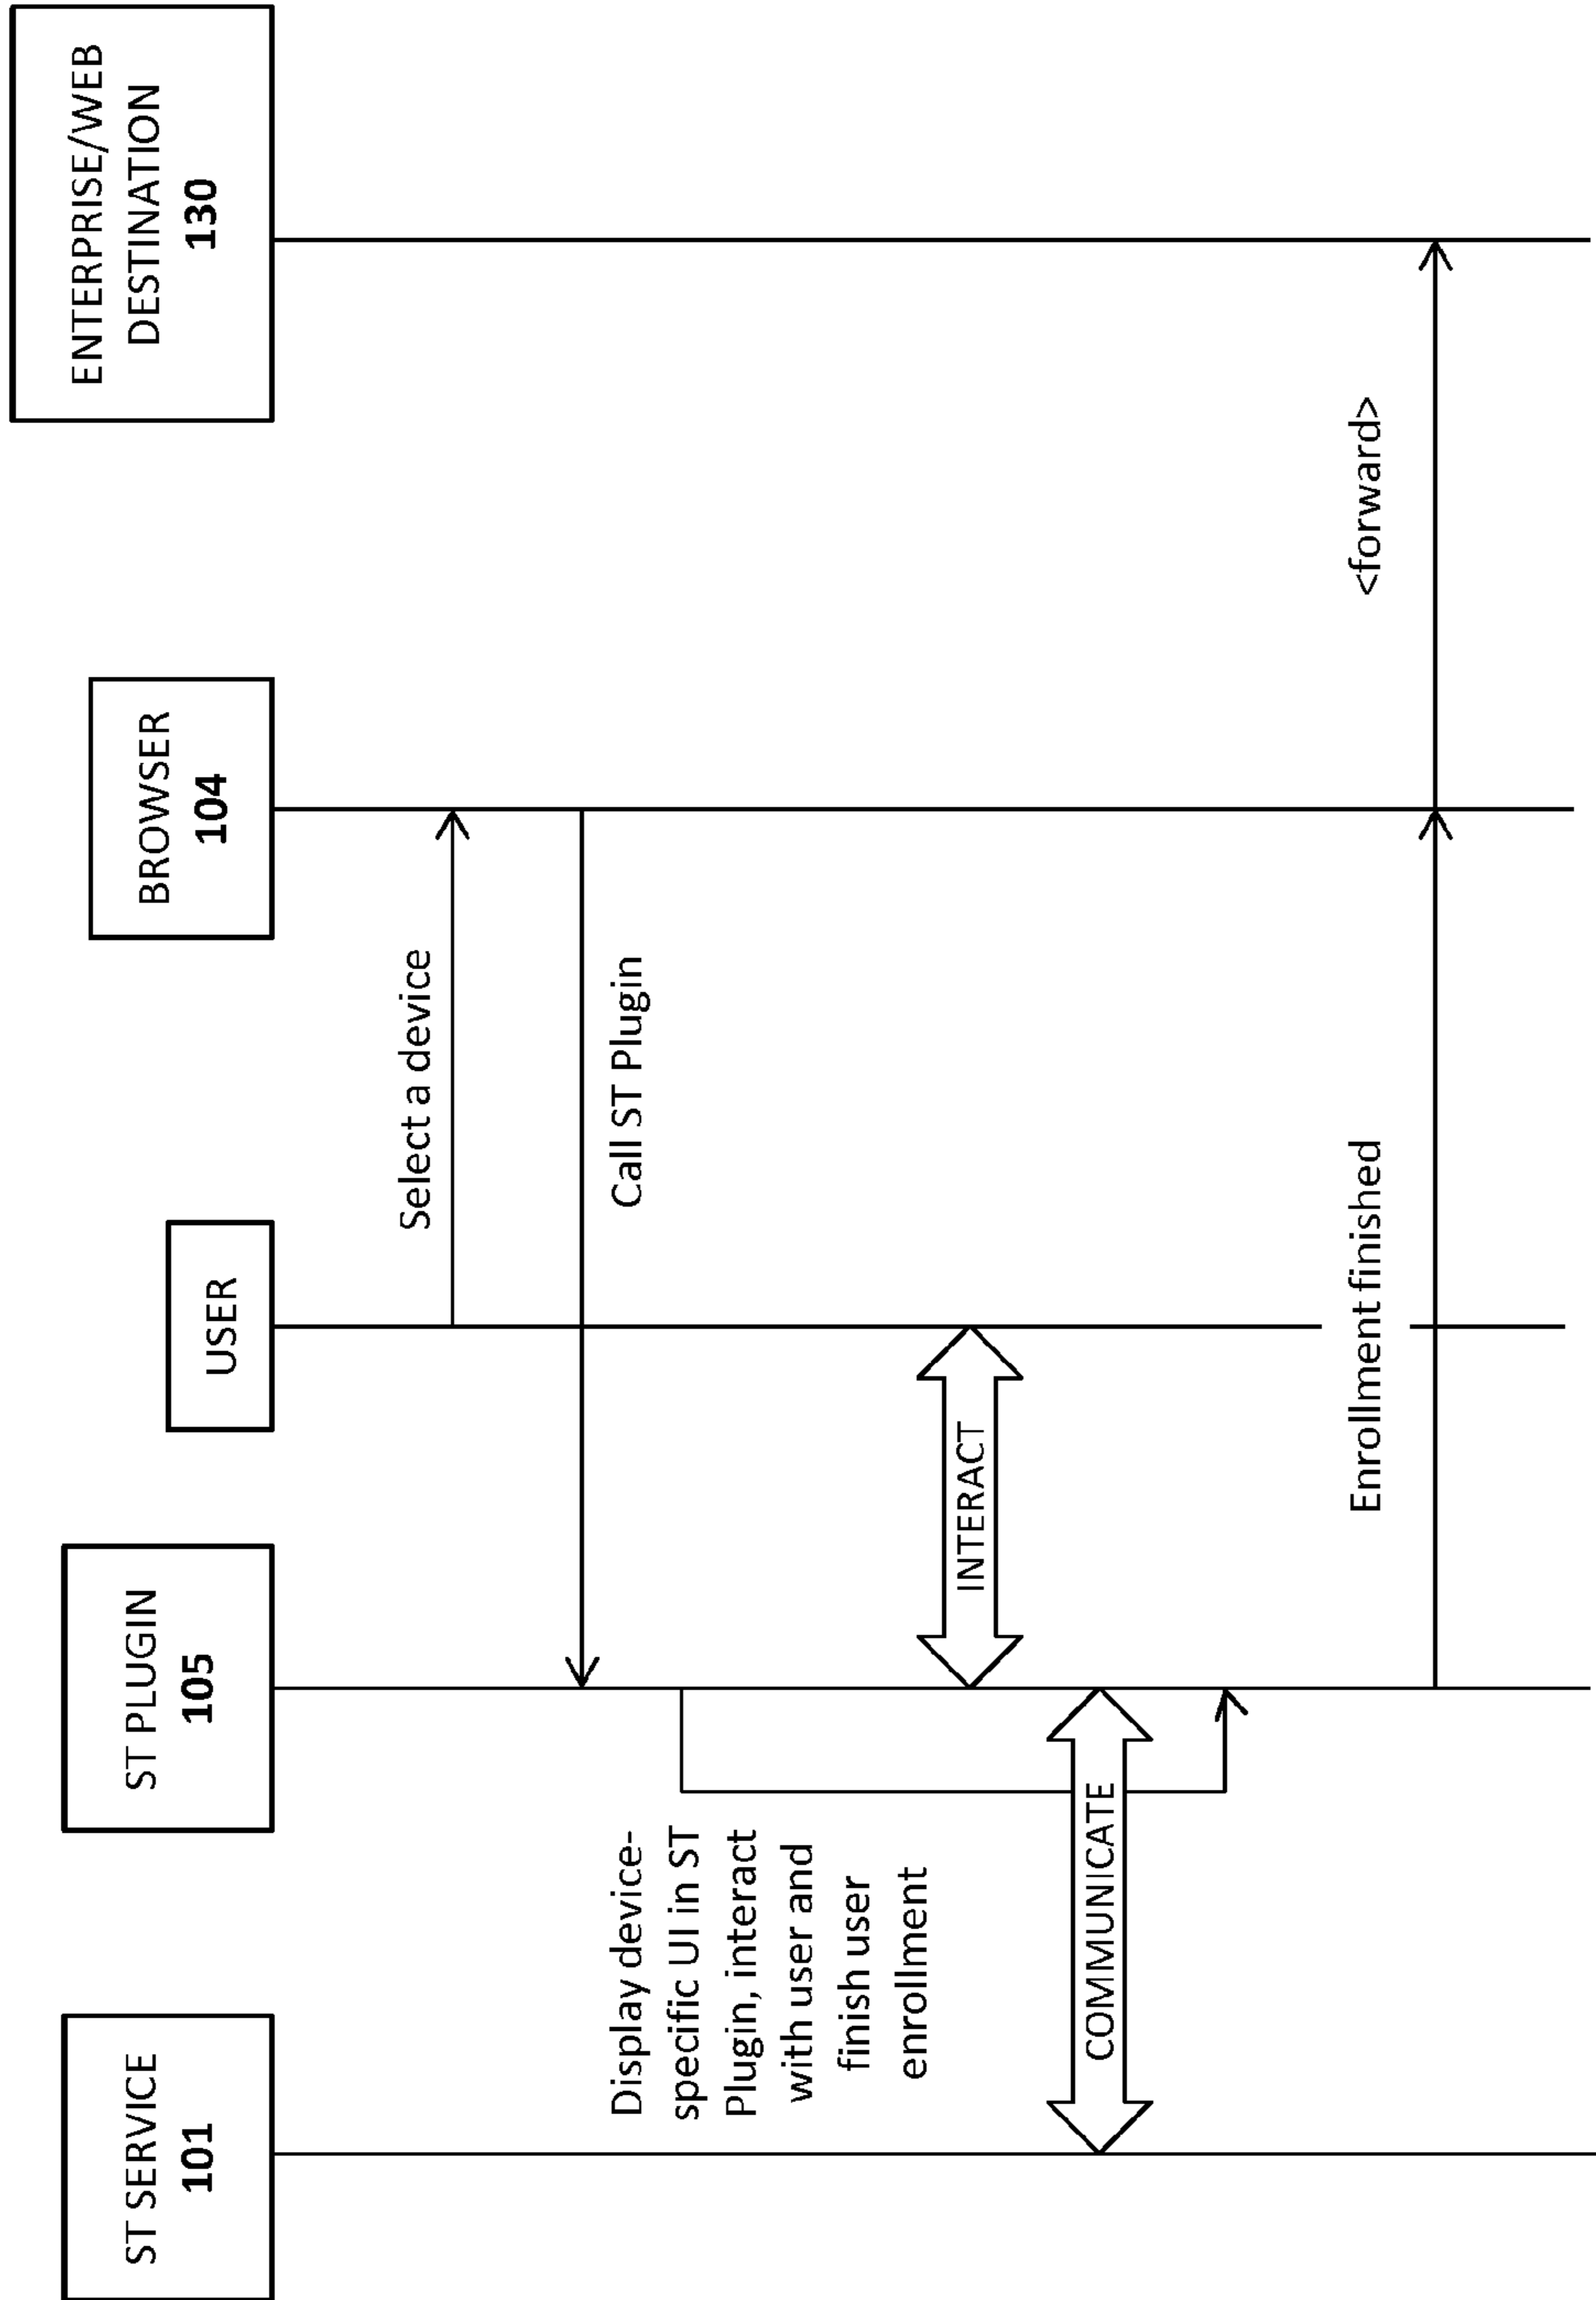 ST SERVICE
101
ST PLUGIN
105
USER
BROWSER
104
ENTERPRISE/WEB
DESTINATION
130
Select a device
Call ST Plugin
Display device-
specific UI in ST
Plugin, interact
with user and
finish user
enrollment
INTERACT
COMMUNICATE
Enrollment finished
<forward>